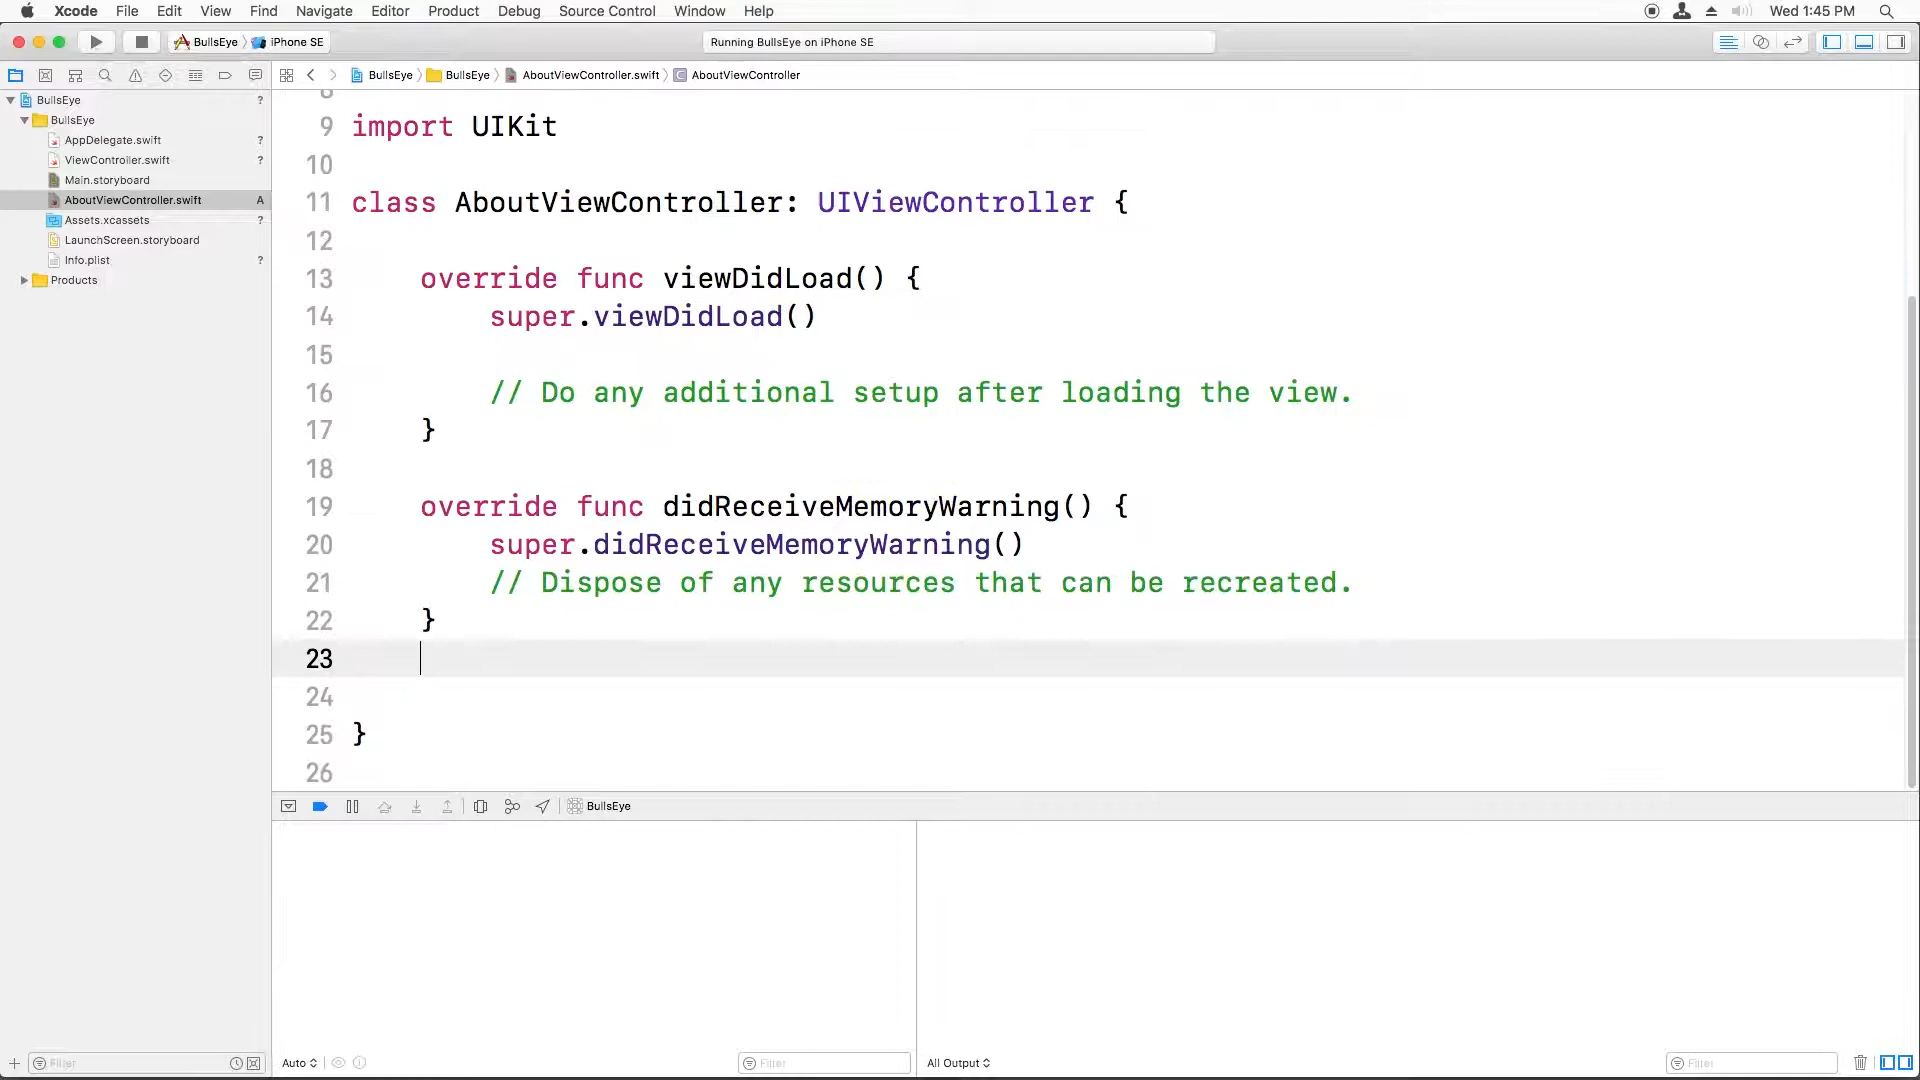 Xcode File Edit View Find Navigate Editor Product Debug Source Control Window Help Wed 1:45 PM
BullsEye iPhone SE Running BullsEye on iPhone SE
BullsEye BullsEye AboutViewController.swift C AboutViewController
BullsEye ?
BullsEye
AppDelegate.swift ?
ViewController.swift ?
Main.storyboard
AboutViewController.swift A
Assets.xcassets ?
LaunchScreen.storyboard
Info.plist ?
Products
8
9 import UIKit
10
11 class AboutViewController: UIViewController {
12
13 override func viewDidLoad() {
14 super.viewDidLoad()
15
16 // Do any additional setup after loading the view.
17 }
18
19 override func didReceiveMemoryWarning() {
20 super.didReceiveMemoryWarning()
21 // Dispose of any resources that can be recreated.
22 }
23
24
25 }
26
BullsEye
Filter Auto Filter All Output Filter